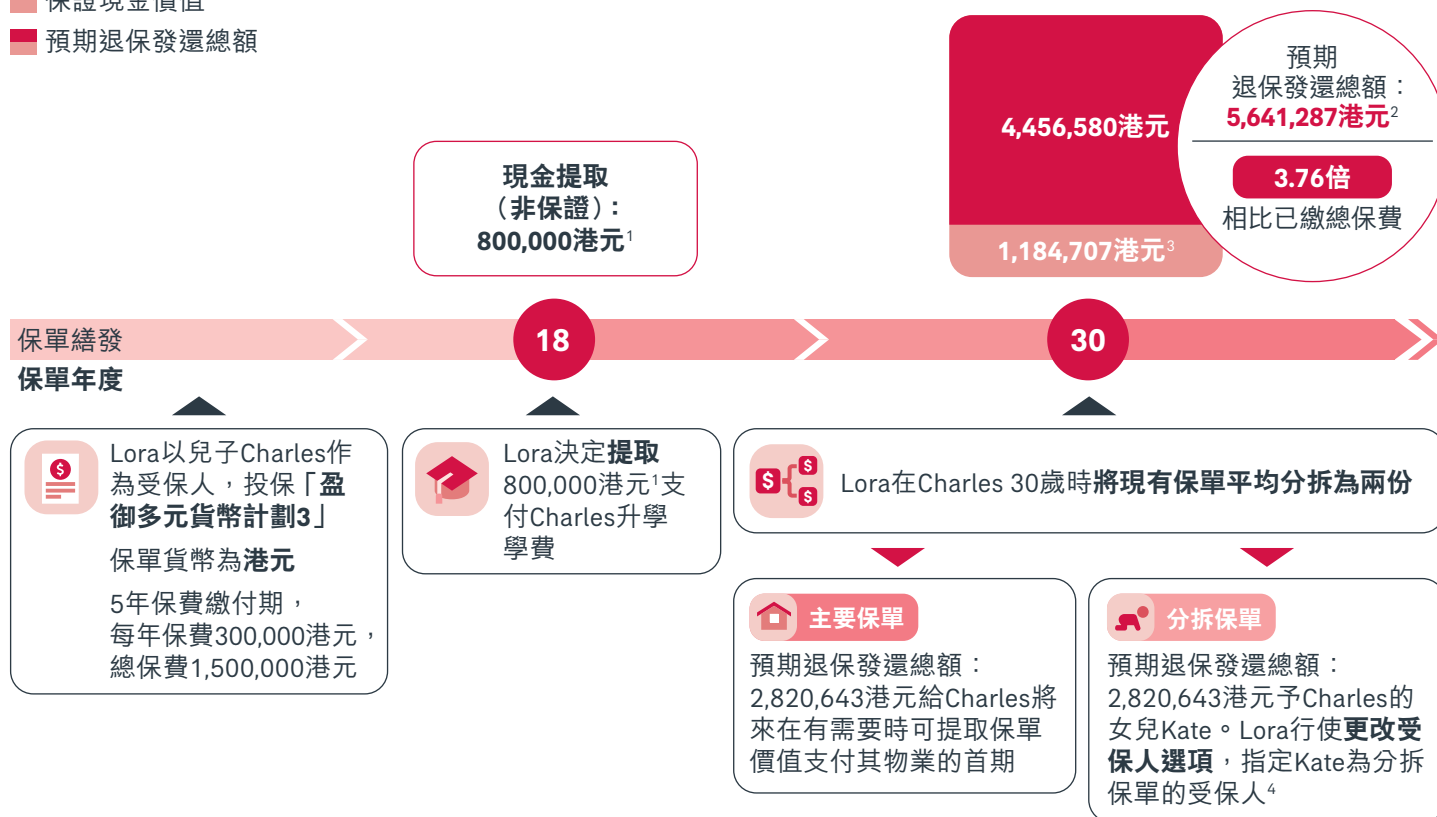 保證現金價值
預期退保發還總額
現金提取
（非保證）：
800,000港元1
4,456,580港元
1,184,707港元3
預期
退保發還總額：
5,641,287港元2
3.76倍
相比已繳總保費
保單繕發
18
30
保單年度
Lora以兒子Charles作
為受保人，投保「盈
御多元貨幣計劃3」
保單貨幣為港元
5年保費繳付期，
每年保費300,000港元，
總保費1,500,000港元
Lora決定提取
800,000港元1支
付Charles升學
學費
Lora在Charles 30歲時將現有保單平均分拆為兩份
主要保單
預期退保發還總額：
2,820,643港元給Charles將
來在有需要時可提取保單
價值支付其物業的首期
分拆保單
預期退保發還總額：
2,820,643港元予Charles的
女兒Kate。Lora行使更改受
保人選項，指定Kate為分拆
保單的受保人4